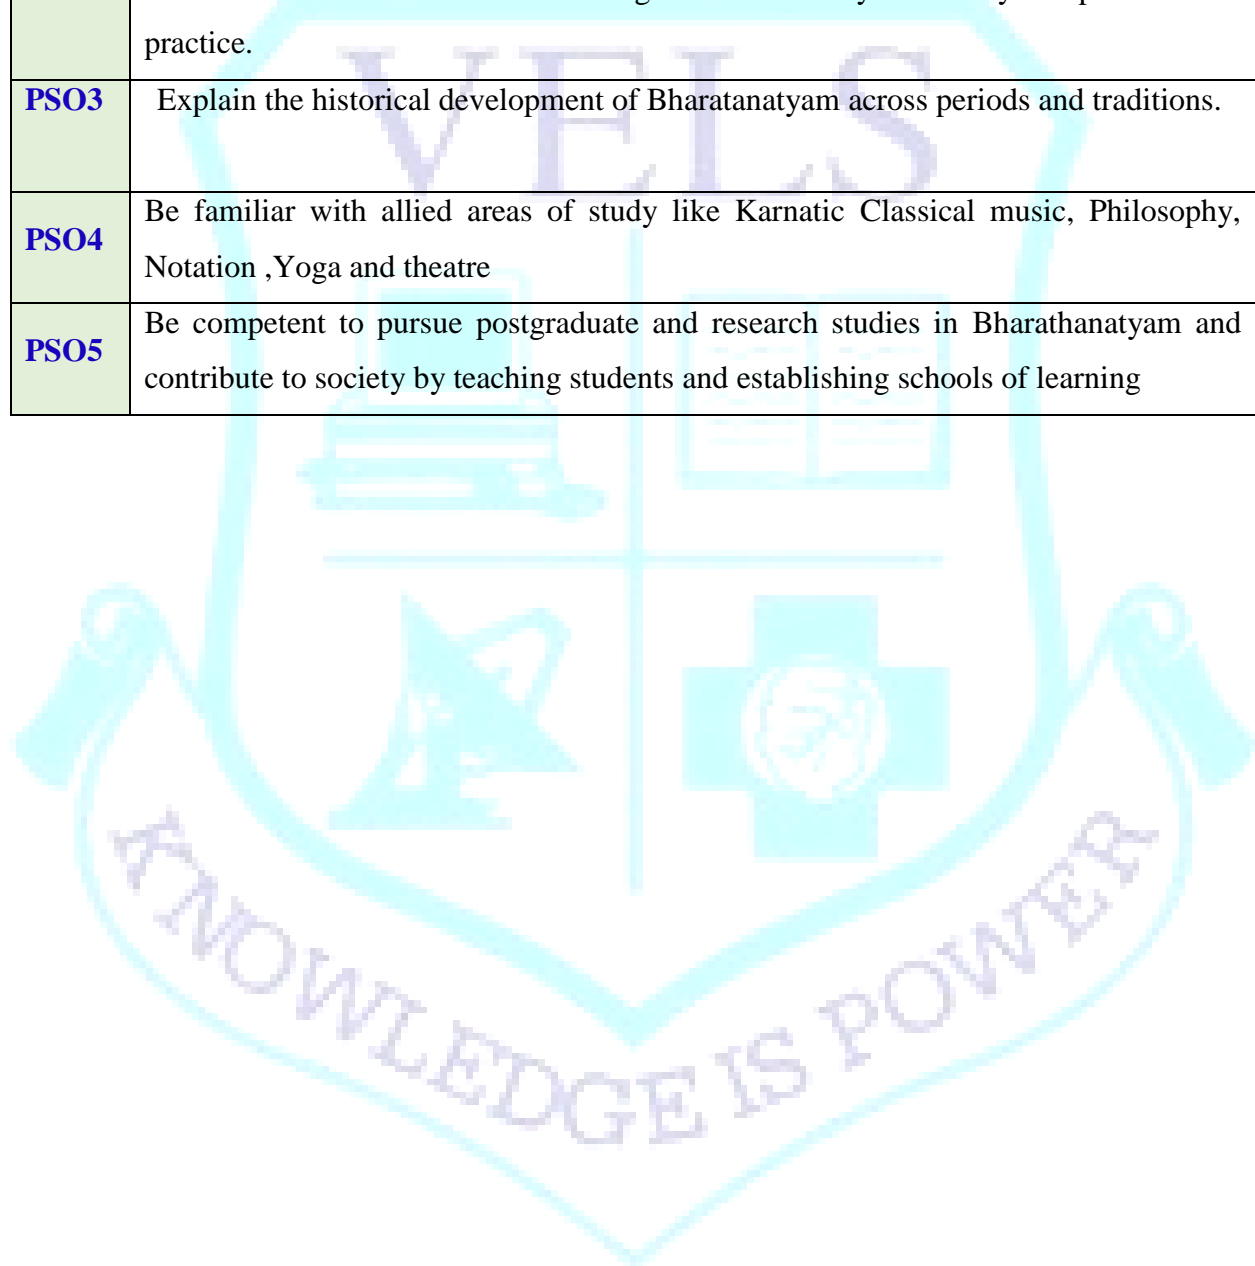 practice.
PSO3 Explain the historical development of Bharatanatyam across periods and traditions.
PSO4 Be familiar with allied areas of study like Karnatic Classical music, Philosophy,
Notation ,Yoga and theatre
PSO5 Be competent to pursue postgraduate and research studies in Bharathanatyam and
contribute to society by teaching students and establishing schools of learning
VELS
KNOWLEDGE IS POWER